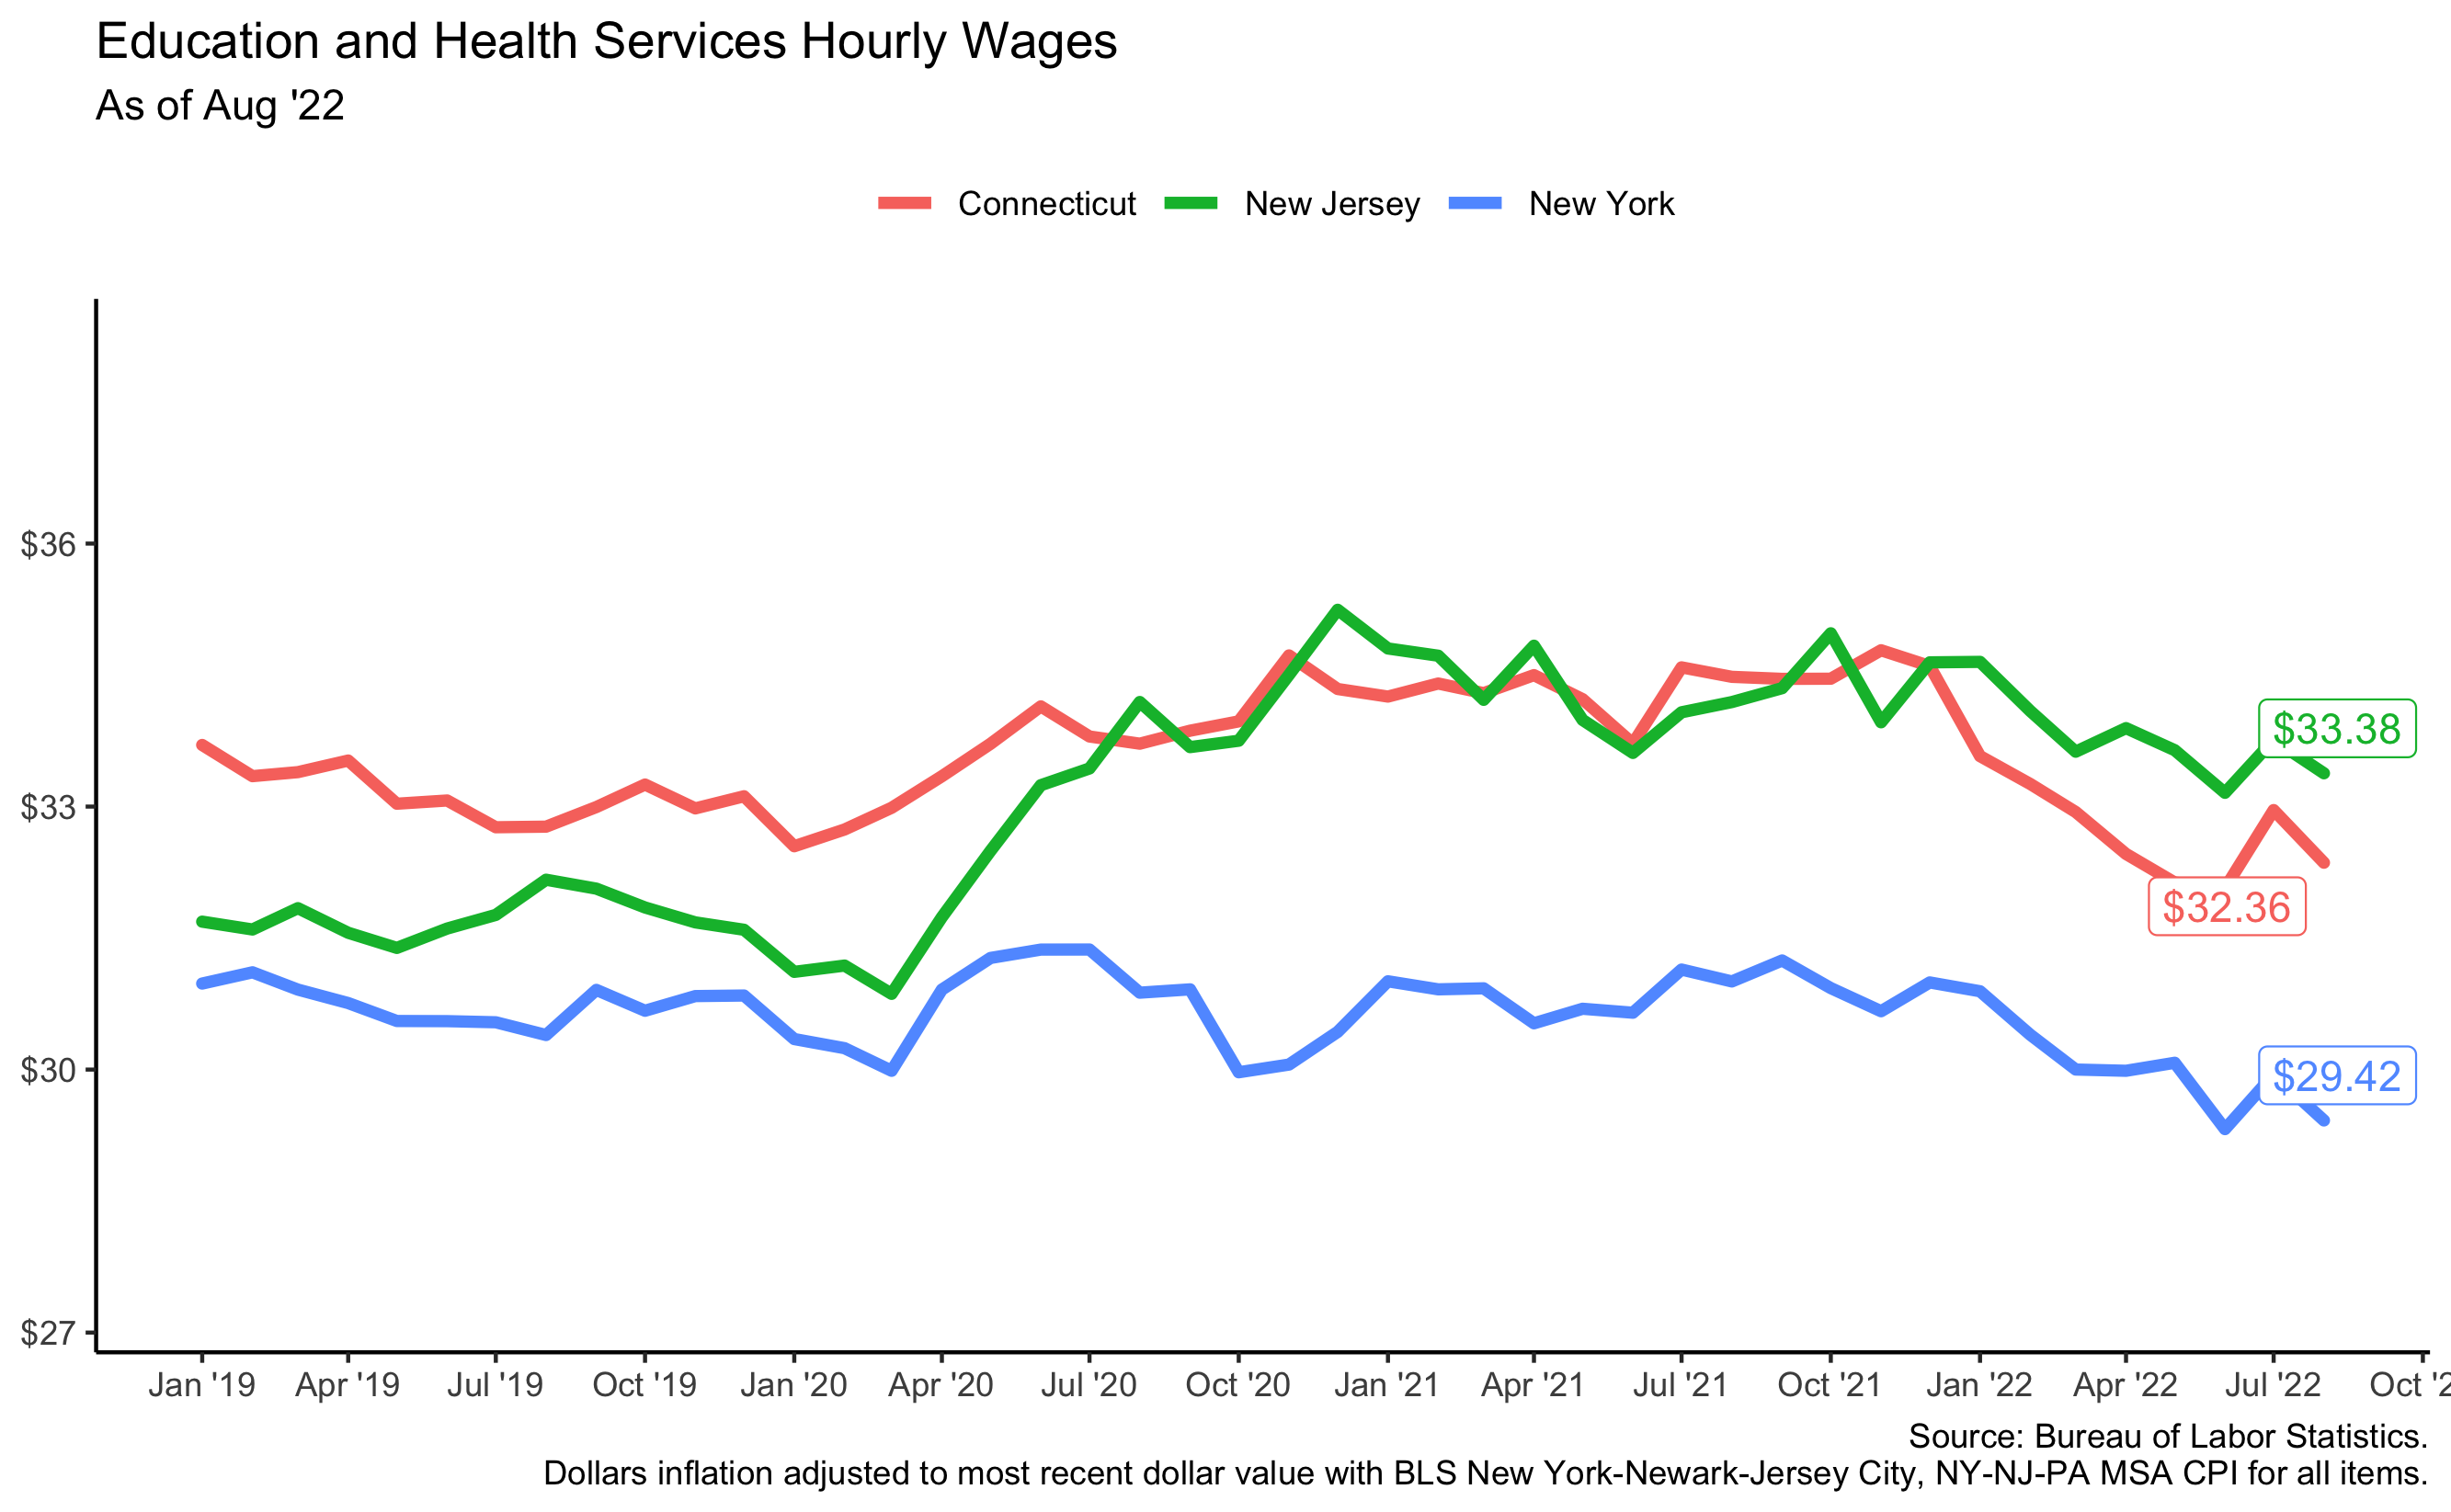 Education and Health Services Hourly Wages
As of Aug '22
Connecticut New Jersey New York
$36
$33
$30
$27
$33.38
$32.36
$29.42
Jan '19 Apr '19 Jul '19 Oct '19 Jan '20 Apr '20 Jul '20 Oct '20 Jan '21 Apr '21 Jul '21 Oct '21 Jan '22 Apr '22 Jul '22 Oct '2
Source: Bureau of Labor Statistics.
Dollars inflation adjusted to most recent dollar value with BLS New York-Newark-Jersey City, NY-NJ-PA MSA CPI for all items.